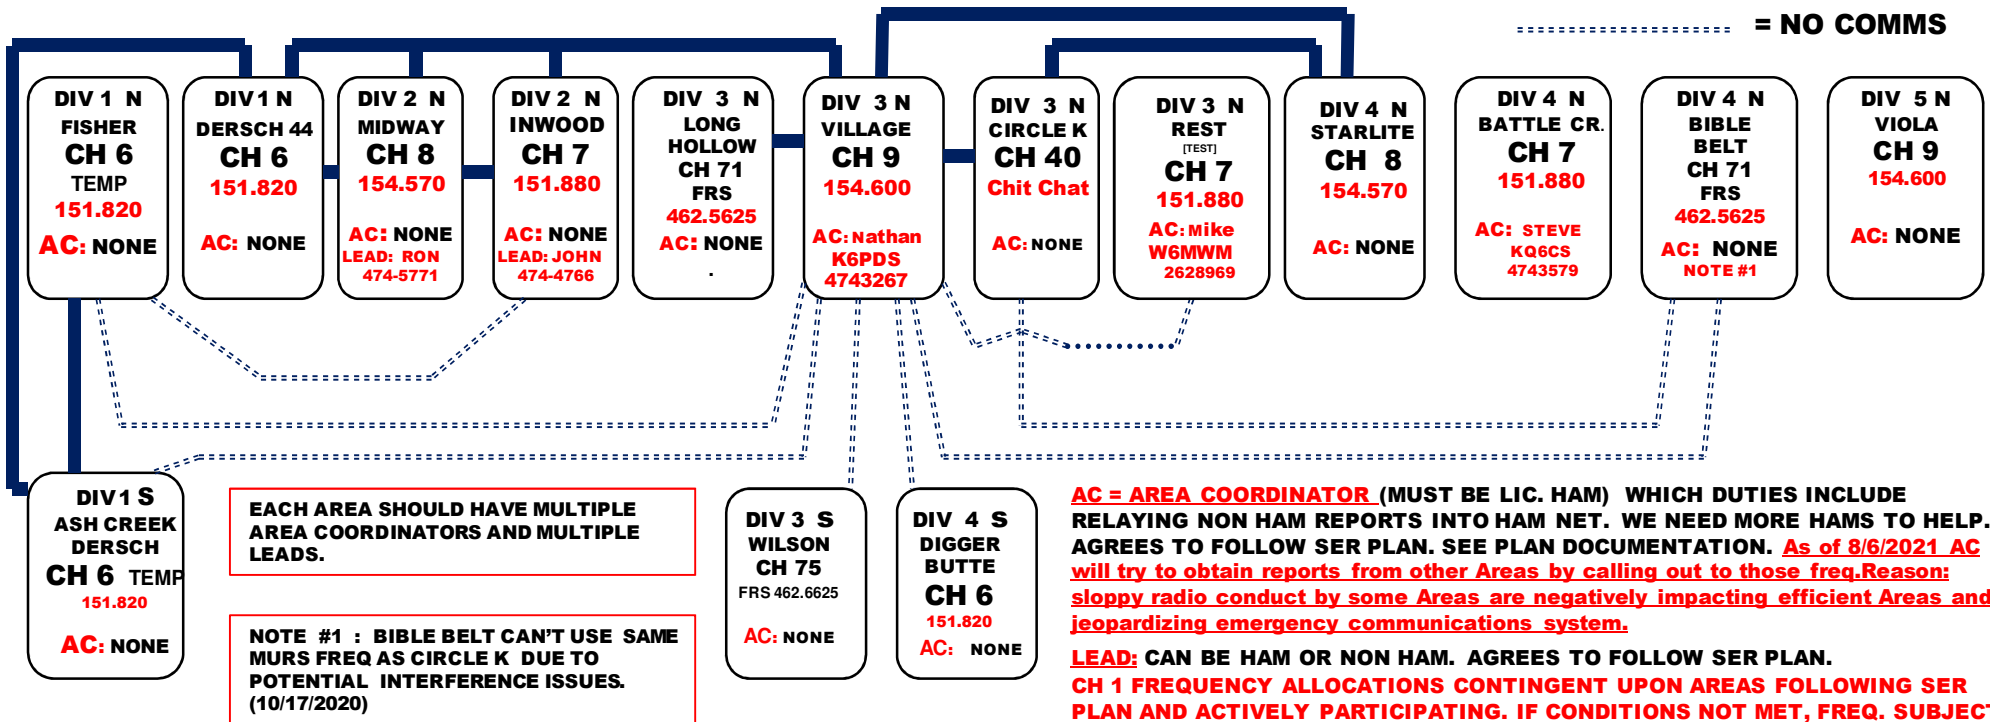 = NO COMMS
DIV 1 N
FISHER
CH 6
TEMP
151.820
AC: NONE
DIV 1 N
DERSCH 44
CH 6
151.820
AC: NONE
DIV 2 N
MIDWAY
CH 8
154.570
AC: NONE
LEAD: RON
474-5771
DIV 2 N
INWOOD
CH 7
151.880
AC: NONE
LEAD: JOHN
474-4766
DIV 3 N
LONG
HOLLOW
CH 71
FRS
462.5625
AC: NONE
.
DIV 3 N
VILLAGE
CH 9
154.600
AC: Nathan
K6PDS
4743267
DIV 3 N
CIRCLE K
CH 40
Chit Chat
AC: NONE
DIV 3 N
REST
[TEST]
CH 7
151.880
AC: Mike
W6MWM
2628969
DIV 4 N
STARLITE
CH 8
154.570
AC: NONE
DIV 4 N
BATTLE CR.
CH 7
151.880
AC: STEVE
KQ6CS
4743579
DIV 4 N
BIBLE
BELT
CH 71
FRS
462.5625
AC: NONE
NOTE #1
DIV 5 N
VIOLA
CH 9
154.600
AC: NONE
DIV 1 S
ASH CREEK
DERSCH
CH 6 TEMP
151.820
AC: NONE
EACH AREA SHOULD HAVE MULTIPLE
AREA COORDINATORS AND MULTIPLE
LEADS.
NOTE #1 : BIBLE BELT CAN'T USE SAME
MURS FREQ AS CIRCLE K DUE TO
POTENTIAL INTERFERENCE ISSUES.
(10/17/2020)
DIV 3 S
WILSON
CH 75
FRS 462.6625
AC: NONE
DIV 4 S
DIGGER
BUTTE
CH 6
151.820
AC: NONE
AC = AREA COORDINATOR (MUST BE LIC. HAM) WHICH DUTIES INCLUDE
RELAYING NON HAM REPORTS INTO HAM NET. WE NEED MORE HAMS TO HELP.
AGREES TO FOLLOW SER PLAN. SEE PLAN DOCUMENTATION. As of 8/6/2021 AC
will try to obtain reports from other Areas by calling out to those freq.Reason:
sloppy radio conduct by some Areas are negatively impacting efficient Areas and
jeopardizing emergency communications system.
LEAD: CAN BE HAM OR NON HAM. AGREES TO FOLLOW SER PLAN.
CH 1 FREQUENCY ALLOCATIONS CONTINGENT UPON AREAS FOLLOWING SER
PLAN AND ACTIVELY PARTICIPATING. IF CONDITIONS NOT MET, FREQ. SUBJECT